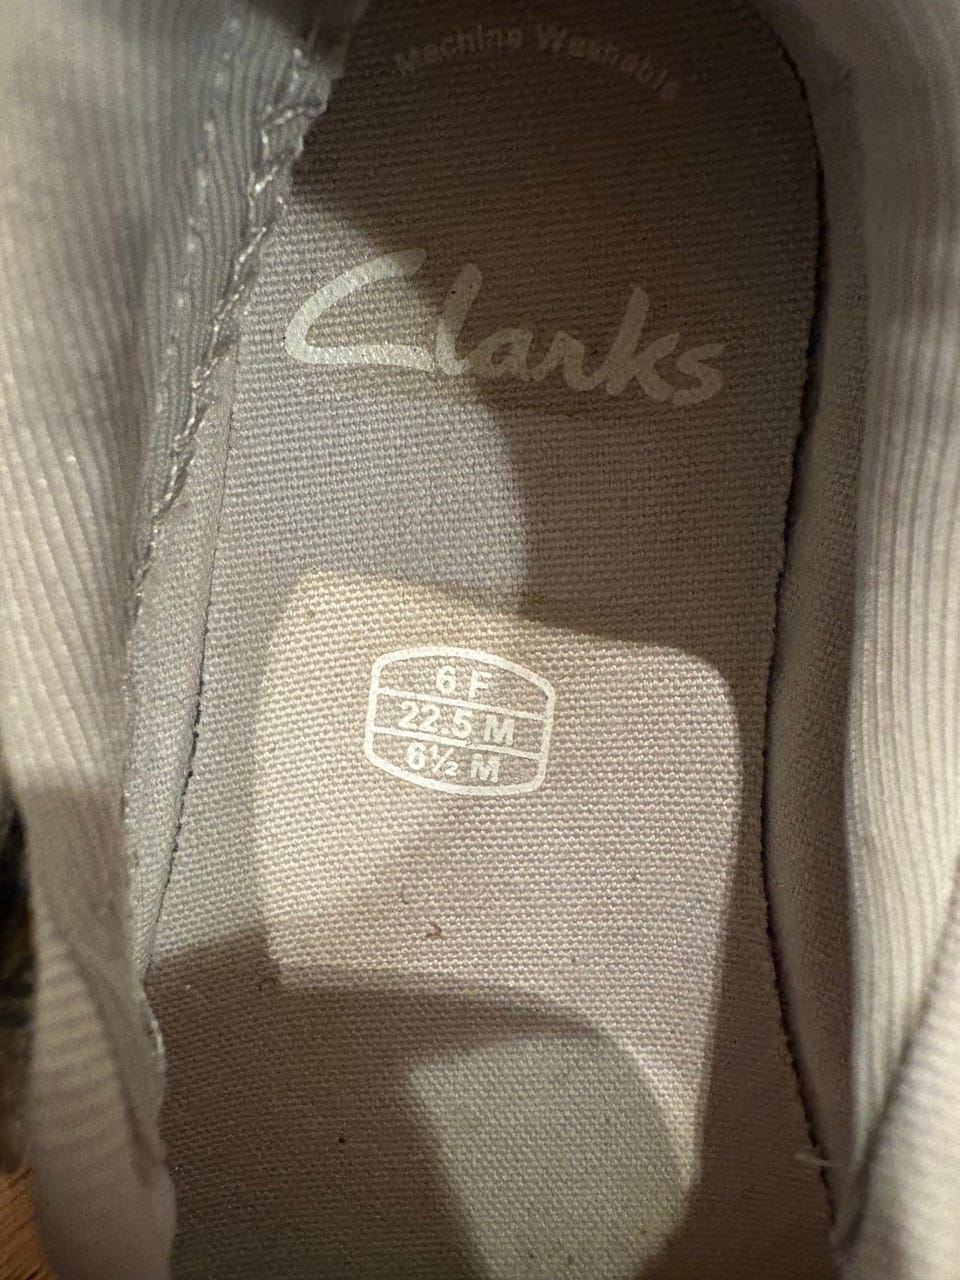 Machine Washable
Clarks
6 F
22.5 M
6½ M